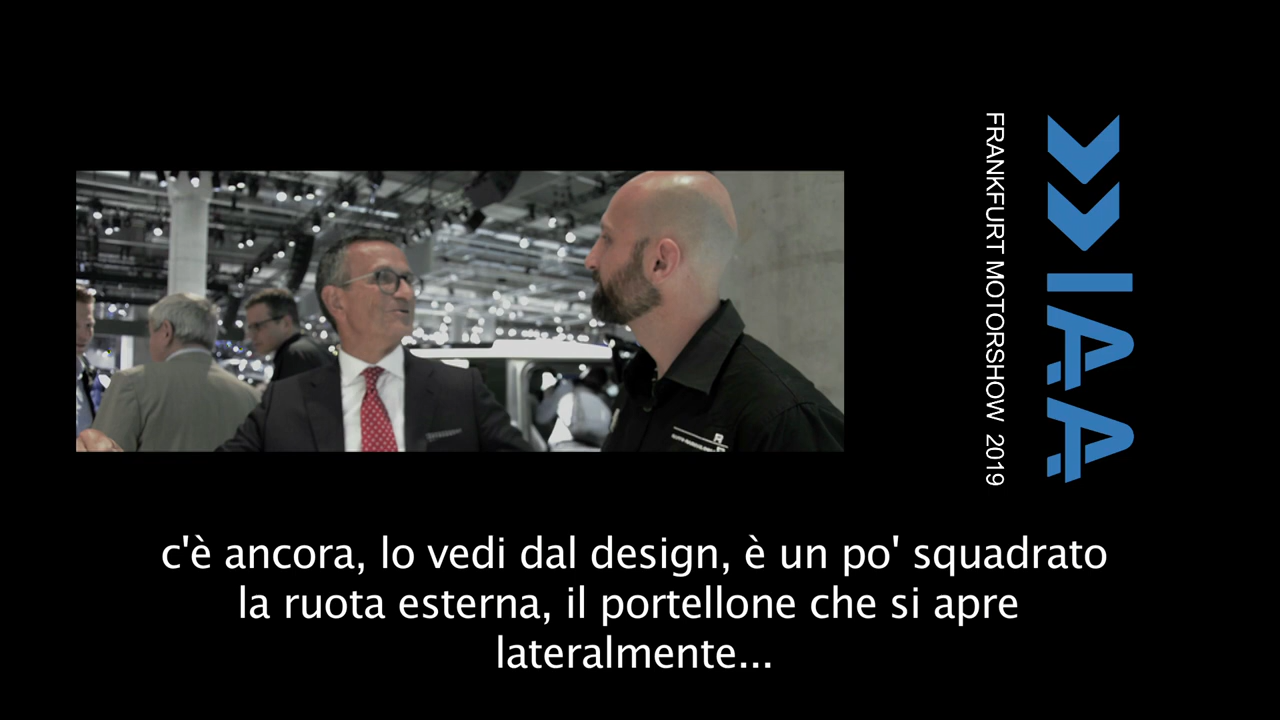 FRANKFURT MOTORSHOW 2019
IAA
c'è ancora, lo vedi dal design, è un po' squadrato
la ruota esterna, il portellone che si apre
lateralmente...